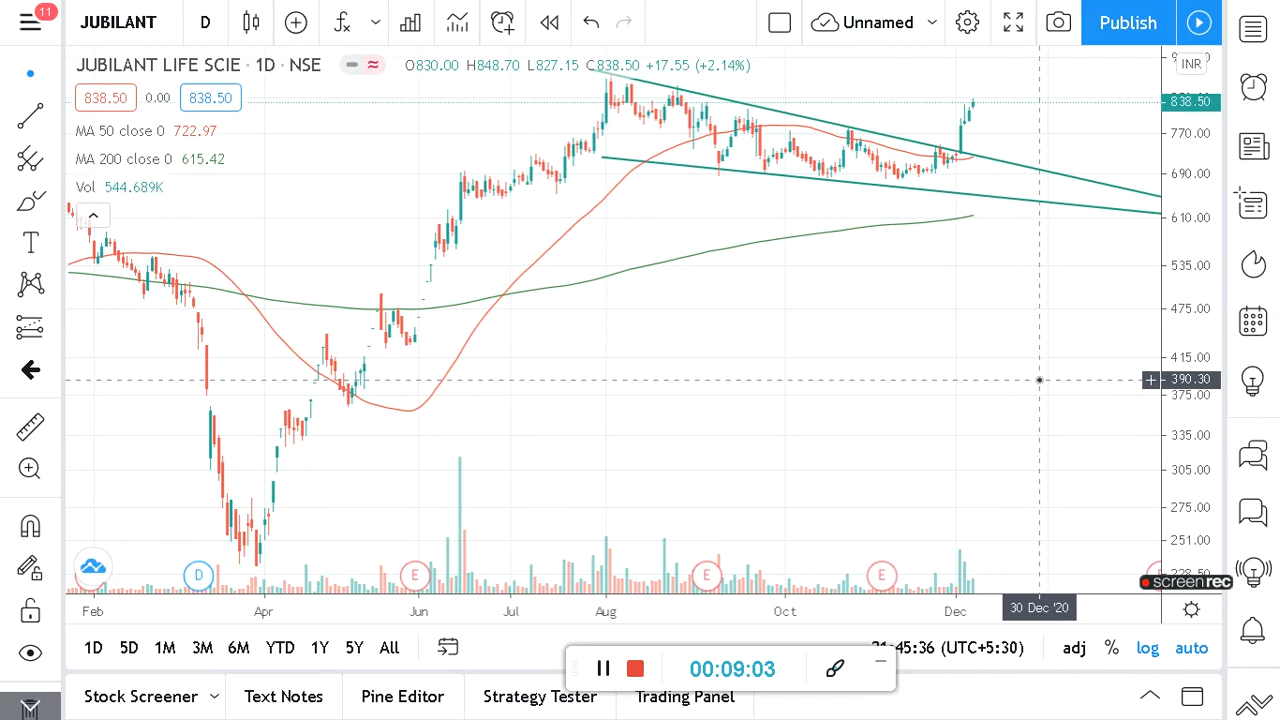 11
JUBILANT
D
Unnamed
Publish
JUBILANT LIFE SCIE · 1D · NSE
O830.00 H848.70 L827.15 C838.50 +17.55 (+2.14%)
INR
838.50 0.00 838.50
838.50
MA 50 close 0 722.97
MA 200 close 0 615.42
Vol 544.689K
770.00
690.00
610.00
535.00
475.00
415.00
390.30
375.00
335.00
305.00
275.00
251.00
D
E
E
E
screenrec
Feb
Apr
Jun
Jul
Aug
Oct
Dec
30 Dec '20
1D 5D 1M 3M 6M YTD 1Y 5Y All
:45:36 (UTC+5:30)
adj % log auto
00:09:03
Stock Screener
Text Notes
Pine Editor
Strategy Tester
Trading Panel